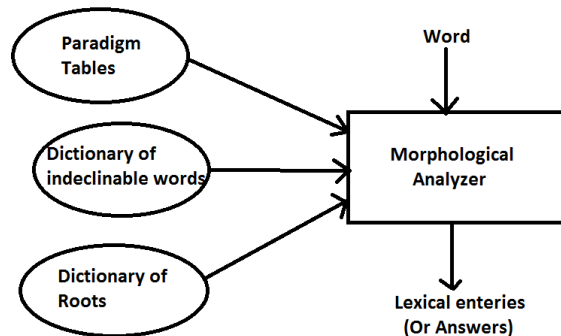 Paradigm
Tables
Word
Dictionary of
indeclinable words
Morphological
Analyzer
Dictionary of
Roots
Lexical enteries
(Or Answers)